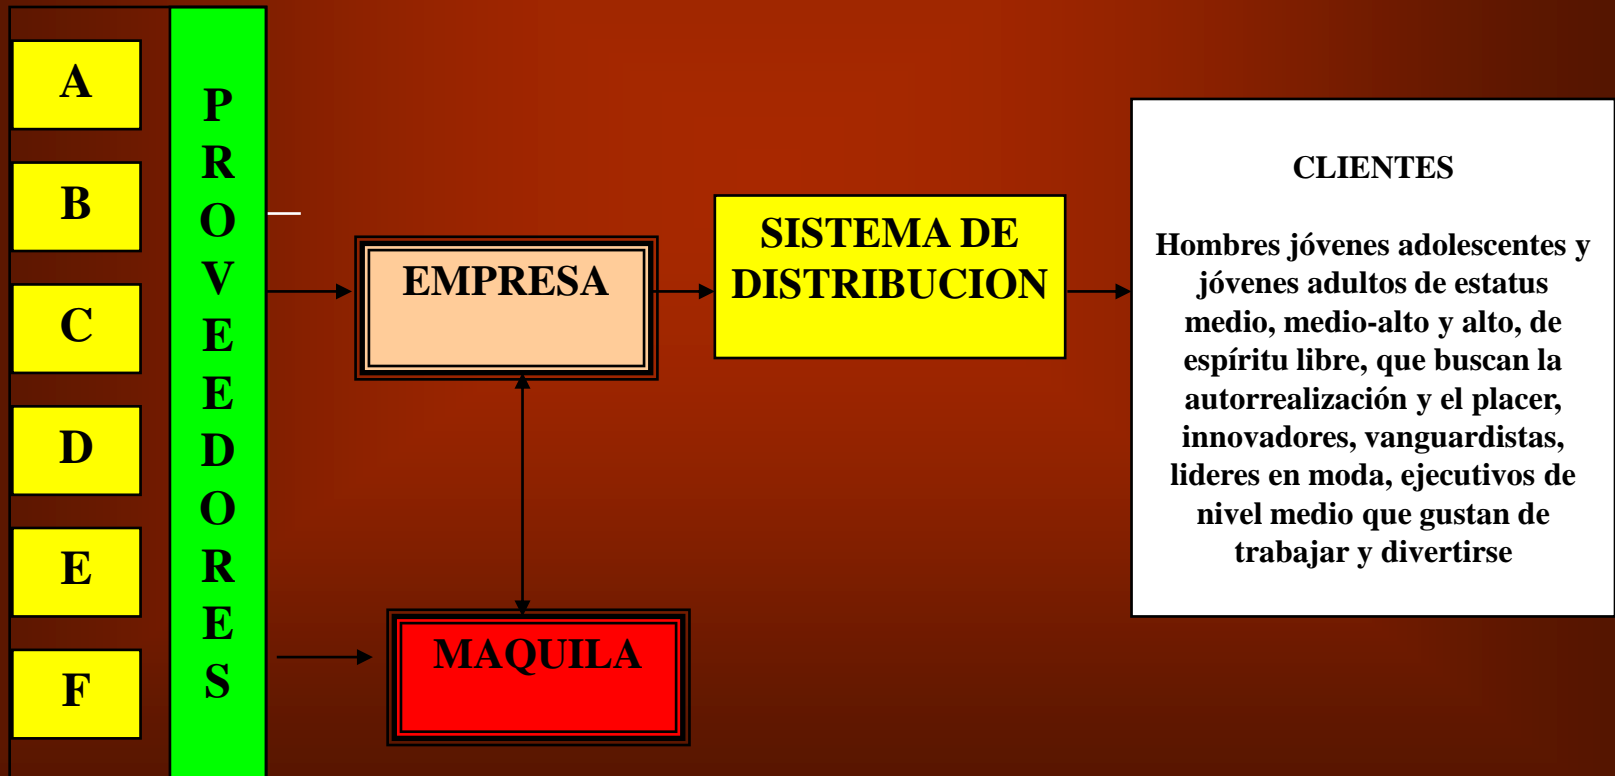 A
B
C
D
E
F
P
R
O
V
E
E
D
O
R
E
S
EMPRESA
MAQUILA
SISTEMA DE
DISTRIBUCION
CLIENTES
Hombres jóvenes adolescentes y
jóvenes adultos de estatus
medio, medio-alto y alto, de
espíritu libre, que buscan la
autorrealización y el placer,
innovadores, vanguardistas,
lideres en moda, ejecutivos de
nivel medio que gustan de
trabajar y divertirse